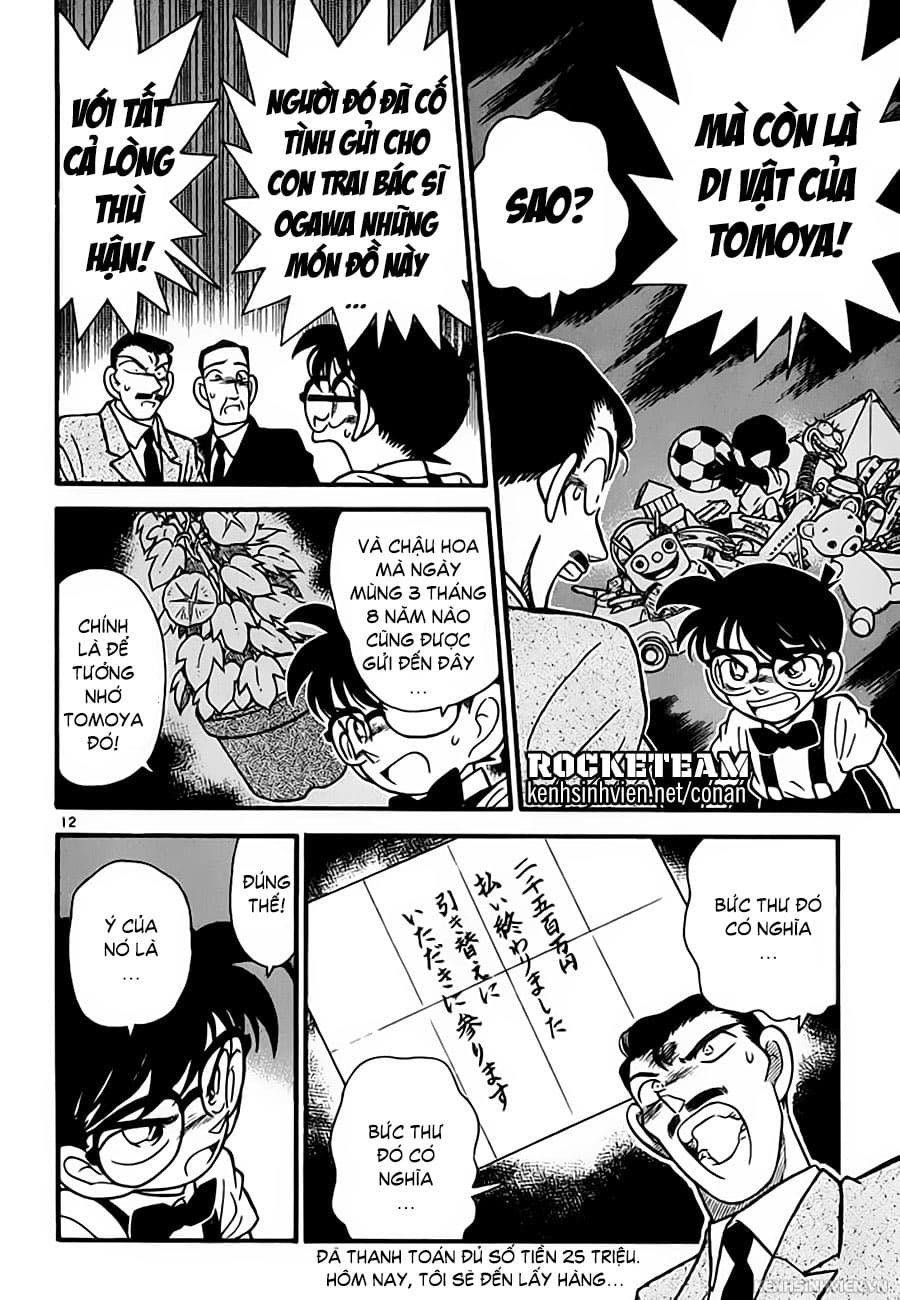 MÀ CÒN LÀ
DI VẬT CỦA
TOMOYA!
SAO?
NGƯỜI ĐÓ ĐÃ CỐ
TÌNH GỬI CHO
CON TRAI BÁC SĨ
OGAWA NHỮNG
MÓN ĐỒ NÀY
...
VỚI TẤT
CẢ LÒNG
THÙ
HẬN!
VÀ CHẬU HOA
MÀ NGÀY
MÙNG 3 THÁNG
8 NĂM NÀO
CŨNG ĐƯỢC
GỬI ĐẾN ĐÂY
...
CHÍNH
LÀ ĐỂ
TƯỞNG
NHỚ
TOMOYA
ĐÓ!
ROCKETEAM
kenhsinhvien.net/conan
12
BỨC THƯ ĐÓ
CÓ NGHĨA
...
二千五百万円
払い終わりました
引き替えに
いただきに参ります
BỨC THƯ
ĐÓ CÓ
NGHĨA
...
ĐÃ THANH TOÁN ĐỦ SỐ TIỀN 25 TRIỆU.
HÔM NAY, TÔI SẼ ĐẾN LẤY HÀNG...
ĐÚNG
THẾ!
Ý CỦA
NÓ LÀ
...
KENHSINHVIEN.VN